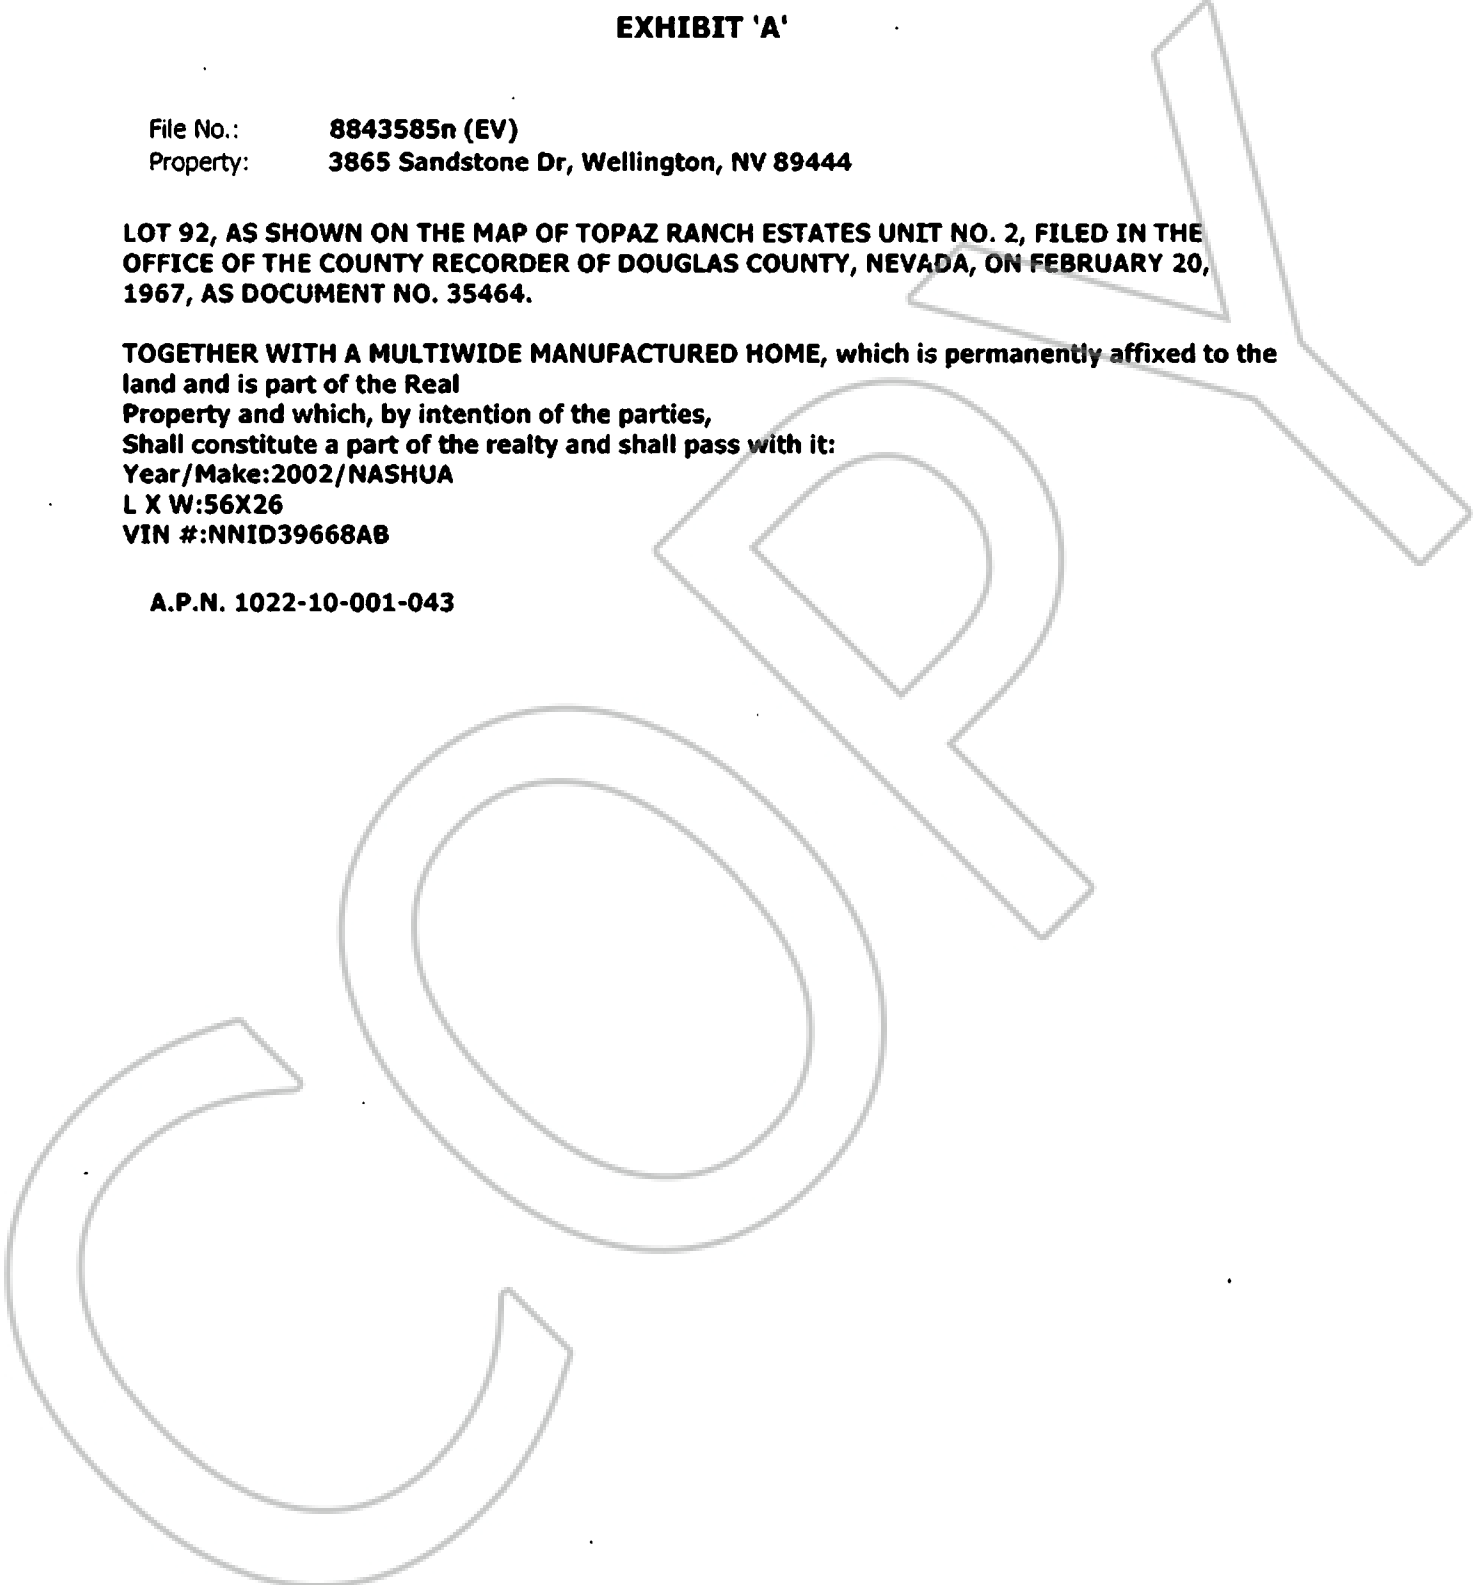 EXHIBIT 'A'
File No.: 8843585n (EV)
Property: 3865 Sandstone Dr, Wellington, NV 89444
LOT 92, AS SHOWN ON THE MAP OF TOPAZ RANCH ESTATES UNIT NO. 2, FILED IN THE
OFFICE OF THE COUNTY RECORDER OF DOUGLAS COUNTY, NEVADA, ON FEBRUARY 20,
1967, AS DOCUMENT NO. 35464.
TOGETHER WITH A MULTIWIDE MANUFACTURED HOME, which is permanently affixed to the
land and is part of the Real
Property and which, by intention of the parties,
Shall constitute a part of the realty and shall pass with it:
Year/Make:2002/NASHUA
L X W:56X26
VIN #:NNID39668AB
A.P.N. 1022-10-001-043
COPY